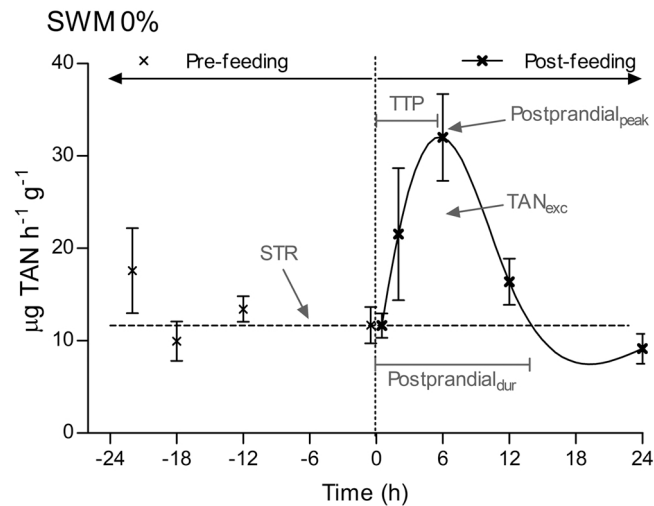 SWM 0%
Pre-feeding
Post-feeding
TTP
Postprandialpeak
TANexc
STR
Postprandialdur
µg TAN h-1 g-1
40
30
20
10
0
-24 -18 -12 -6 0 6 12 18 24
Time (h)